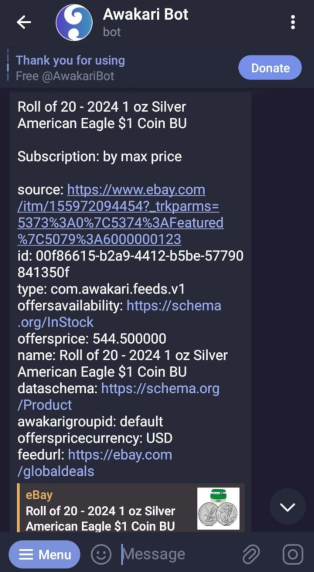 Awakari Bot
bot
Thank you for using
Free @AwakariBot
Donate
Roll of 20 - 2024 1 oz Silver
American Eagle $1 Coin BU
Subscription: by max price
source: https://www.ebay.com
/itm/155972094454?_trkparms=
5373%3A0%7C5374%3AFeatured
%7C5079%3A6000000123
id: 00f86615-b2a9-4412-b5be-57790
841350f
type: com.awakari.feeds.v1
offersavailability: https://schema
.org/InStock
offersprice: 544.500000
name: Roll of 20 - 2024 1 oz Silver
American Eagle $1 Coin BU
dataschema: https://schema.org
/Product
awakarigroupid: default
offerspricecurrency: USD
feedurl: https://ebay.com
/globaldeals
eBay
Roll of 20 - 2024 1 oz Silver
American Eagle $1 Coin BU
Menu
Message